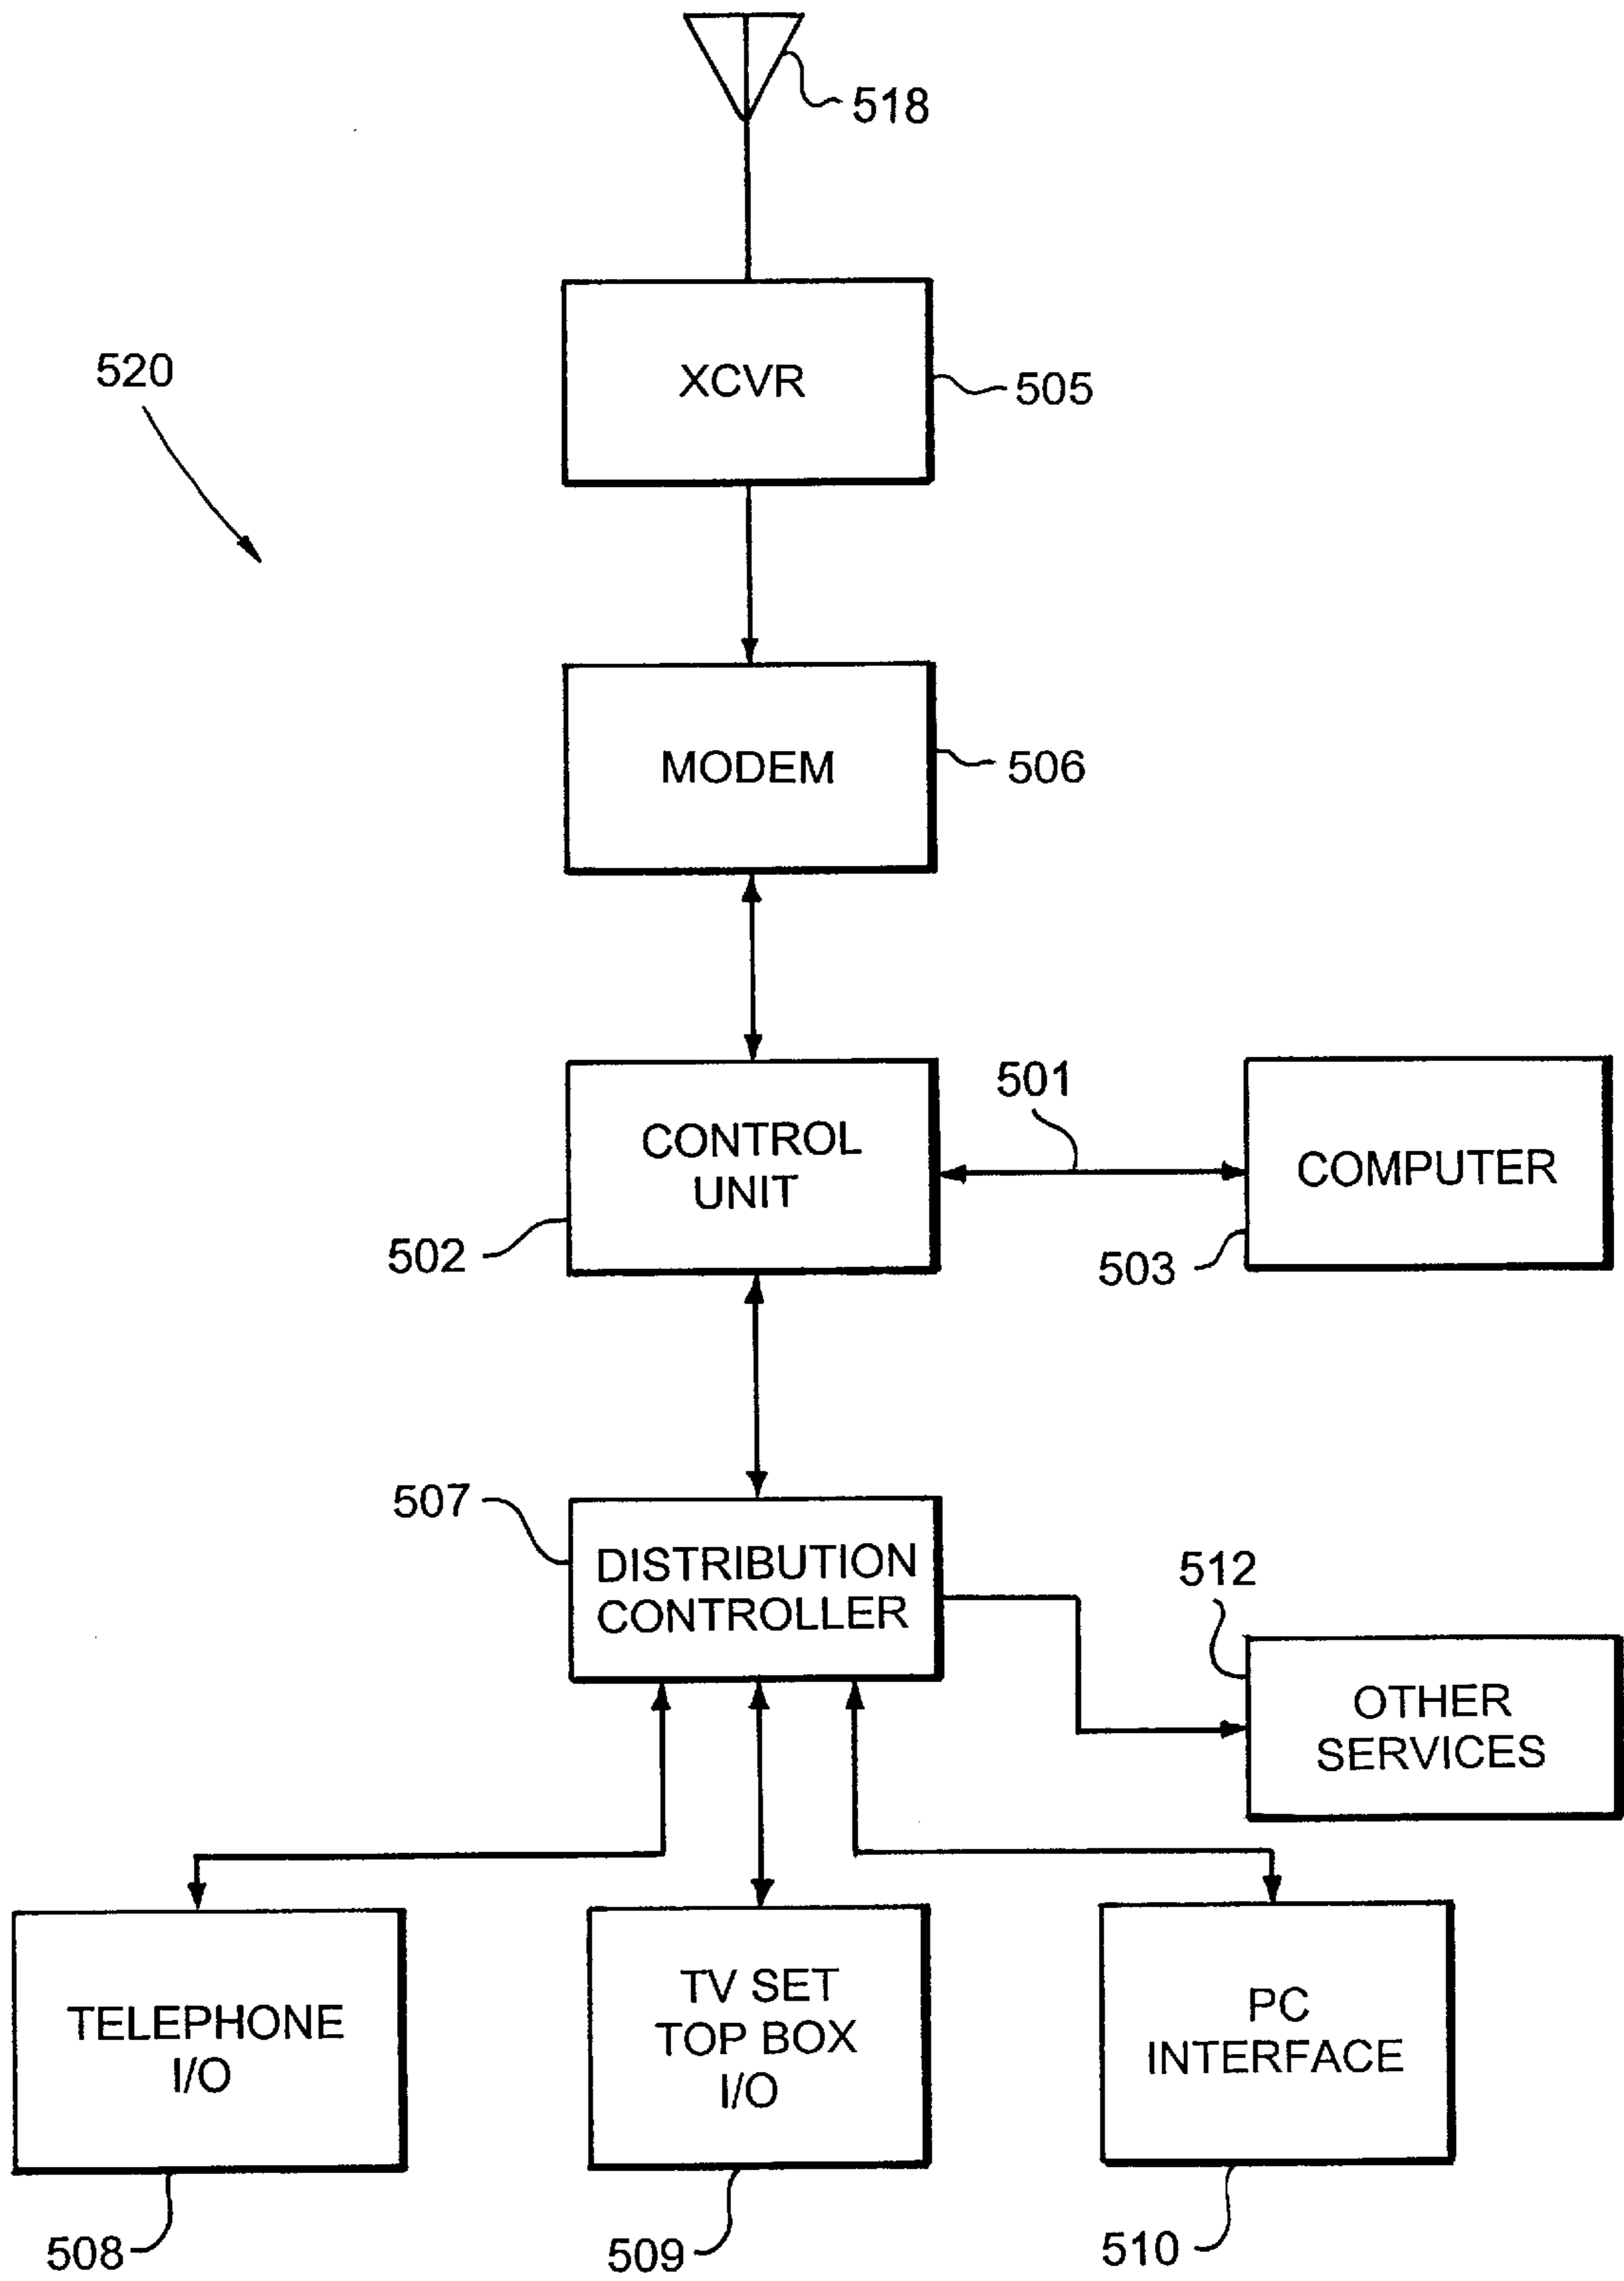 518
XCVR
505
520
MODEM
506
501
CONTROL
UNIT
COMPUTER
502
503
507
DISTRIBUTION
CONTROLLER
512
OTHER
SERVICES
TELEPHONE
I/O
TV SET
TOP BOX
I/O
PC
INTERFACE
508
509
510